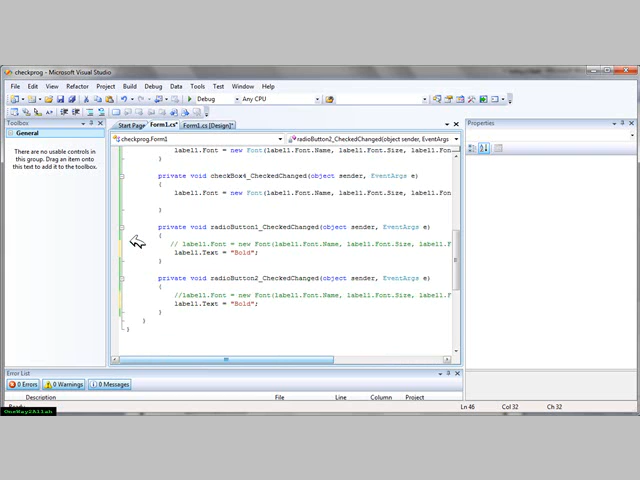 checkprog - Microsoft Visual Studio
File Edit View Refactor Project Build Debug Data Tools Test Window Help
Debug Any CPU
Toolbox
General
There are no usable controls in this group. Drag an item onto this text to add it to the toolbox.
Start Page Form1.cs* Form1.cs [Design]*
checkprog.Form1 radioButton2_CheckedChanged(object sender, EventArgs
label1.Font = new Font(label1.Font.Name, label1.Font.Size, label1.Fon
}
private void checkBox4_CheckedChanged(object sender, EventArgs e)
{
label1.Font = new Font(label1.Font.Name, label1.Font.Size, label1.Fon
}
private void radioButton1_CheckedChanged(object sender, EventArgs e)
{
// label1.Font = new Font(label1.Font.Name, label1.Font.Size, label1.F
label1.Text = "Bold";
}
private void radioButton2_CheckedChanged(object sender, EventArgs e)
{
//label1.Font = new Font(label1.Font.Name, label1.Font.Size, label1.F
label1.Text = "Bold";
}
}
}
Properties
Error List
0 Errors 0 Warnings 0 Messages
Description File Line Column Project
OneWay2Allah
Ln 46 Col 32 Ch 32